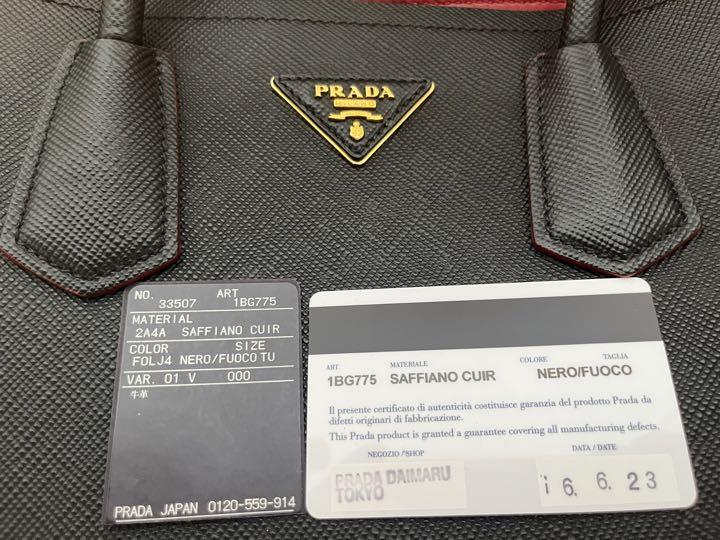 PRADA
MILANO
NO. ART
33507 1BG775
MATERIAL
2A4A SAFFIANO CUIR
COLOR SIZE
F0LJ4 NERO/FUOCO TU
VAR. 01 V 000
牛革
PRADA JAPAN 0120-559-914
ART. MATERIALE COLORE TAGLIA
1BG775 SAFFIANO CUIR NERO/FUOCO
Il presente certificato di autenticità costituisce garanzia del prodotto Prada da
difetti originari di fabbricazione.
This Prada product is granted a guarantee covering all manufacturing defects.
NEGOZIO / SHOP DATA / DATE
PRADA DAIMARU
TOKYO
6. 6. 23